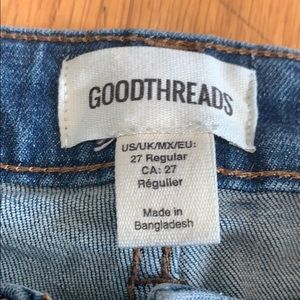 GOODTHREADS
US/UK/MX/EU:
27 Regular
CA: 27
Régulier
Made in
Bangladesh